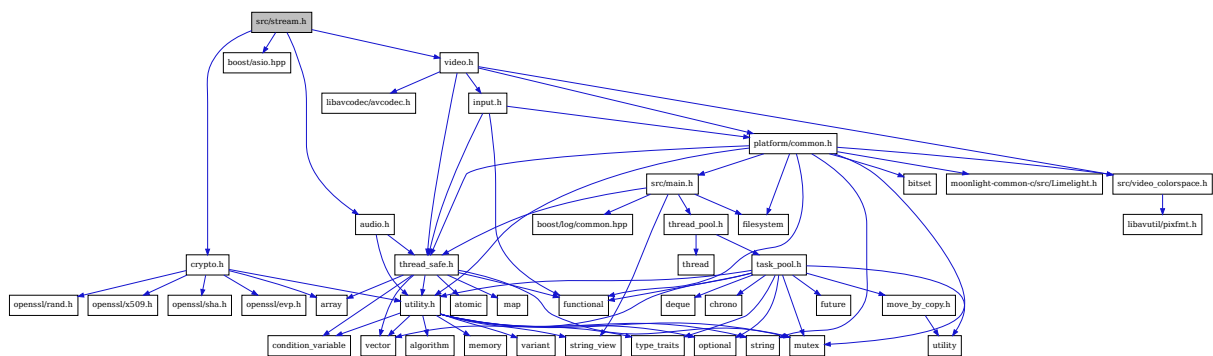 src/stream.h
boost/asio.hpp
video.h
libavcodec/avcodec.h
input.h
platform/common.h
src/main.h
bitset
moonlight-common-c/src/Limelight.h
src/video_colorspace.h
audio.h
boost/log/common.hpp
thread_pool.h
filesystem
libavutil/pixfmt.h
crypto.h
thread_safe.h
thread
task_pool.h
openssl/rand.h
openssl/x509.h
openssl/sha.h
openssl/evp.h
array
utility.h
atomic
map
functional
deque
chrono
future
move_by_copy.h
condition_variable
vector
algorithm
memory
variant
string_view
type_traits
optional
string
mutex
utility